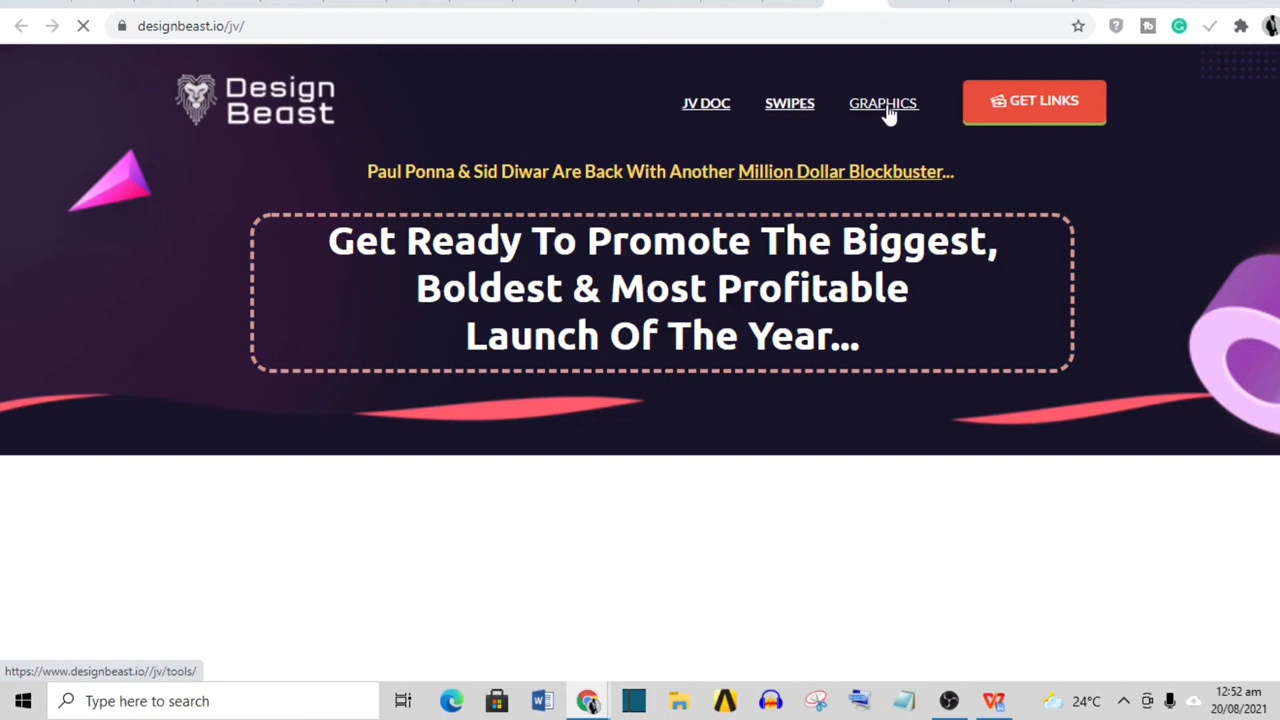 designbeast.io/jv/
Design
Beast
JV DOC
SWIPES
GRAPHICS
GET LINKS
Paul Ponna & Sid Diwar Are Back With Another Million Dollar Blockbuster...
Get Ready To Promote The Biggest,
Boldest & Most Profitable
Launch Of The Year...
https://www.designbeast.io//jv/tools/
Type here to search
24°C
12:52 am
20/08/2021